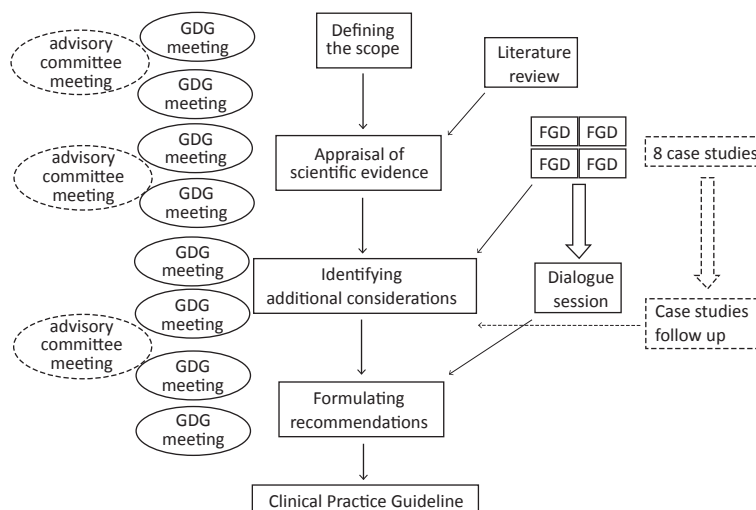 advisory
committee
meeting
GDG
meeting
GDG
meeting
advisory
committee
meeting
GDG
meeting
GDG
meeting
GDG
meeting
GDG
meeting
advisory
committee
meeting
GDG
meeting
GDG
meeting
Defining
the scope
Literature
review
Appraisal of
scientific evidence
FGD FGD
FGD FGD
8 case studies
Identifying
additional considerations
Dialogue
session
Case studies
follow up
Formulating
recommendations
Clinical Practice Guideline